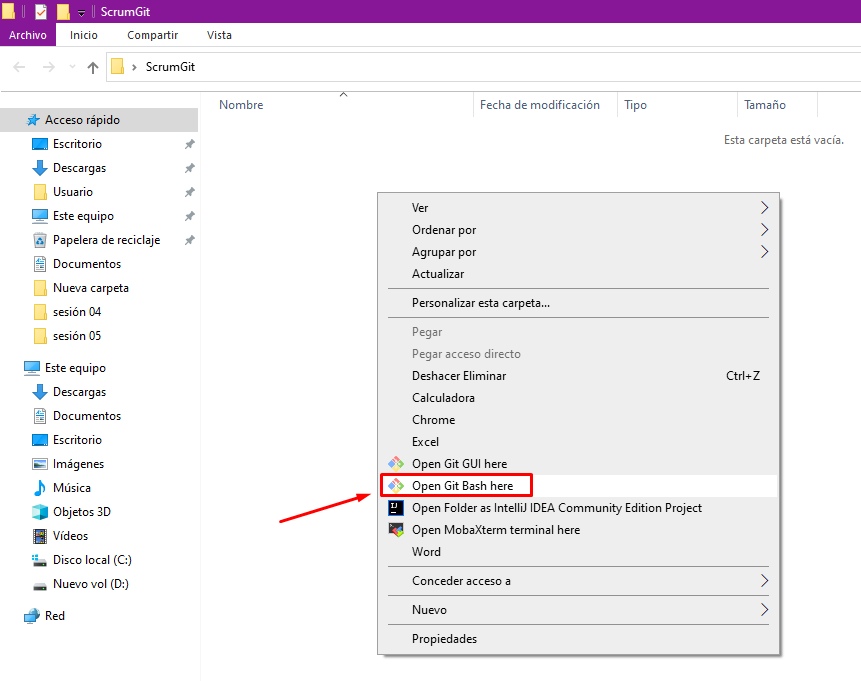 ScrumGit
Archivo Inicio Compartir Vista
ScrumGit
Nombre Fecha de modificación Tipo Tamaño
Esta carpeta está vacía.
Acceso rápido
Escritorio
Descargas
Usuario
Este equipo
Papelera de reciclaje
Documentos
Nueva carpeta
sesión 04
sesión 05
Este equipo
Descargas
Documentos
Escritorio
Imágenes
Música
Objetos 3D
Vídeos
Disco local (C:)
Nuevo vol (D:)
Red
Ver
Ordenar por
Agrupar por
Actualizar
Personalizar esta carpeta...
Pegar
Pegar acceso directo
Deshacer Eliminar Ctrl+Z
Calculadora
Chrome
Excel
Open Git GUI here
Open Git Bash here
Open Folder as IntelliJ IDEA Community Edition Project
Open MobaXterm terminal here
Word
Conceder acceso a
Nuevo
Propiedades